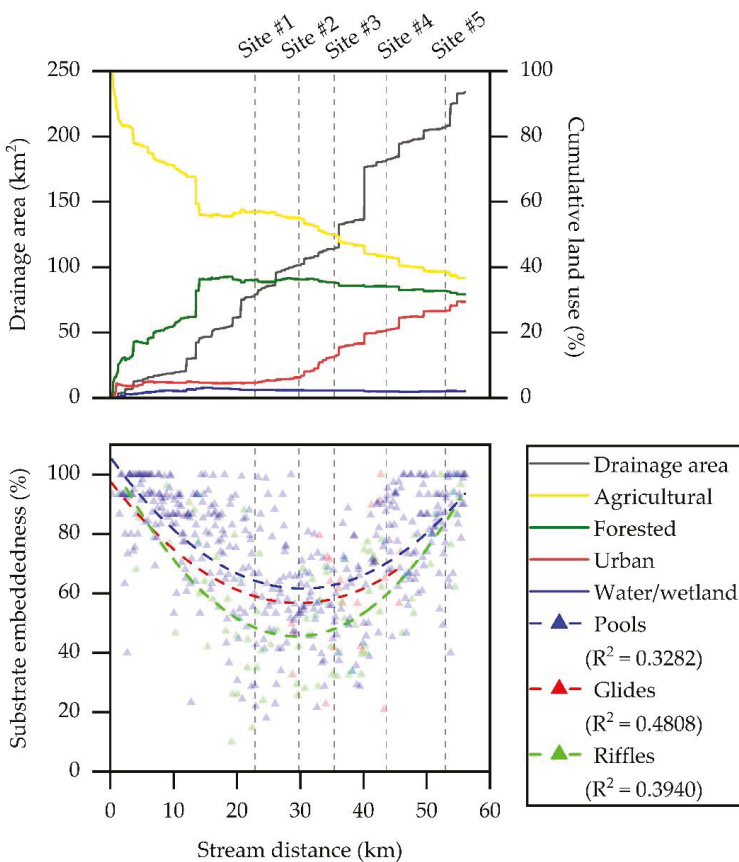 Site #1
Site #2
Site #3
Site #4
Site #5
250
200
150
100
50
0
Drainage area (km²)
100
80
60
40
20
0
Cumulative land use (%)
100
80
60
40
20
0
Substrate embeddedness (%)
0
10
20
30
40
50
60
Stream distance (km)
Drainage area
Agricultural
Forested
Urban
Water/wetland
Pools
(R² = 0.3282)
Glides
(R² = 0.4808)
Riffles
(R² = 0.3940)